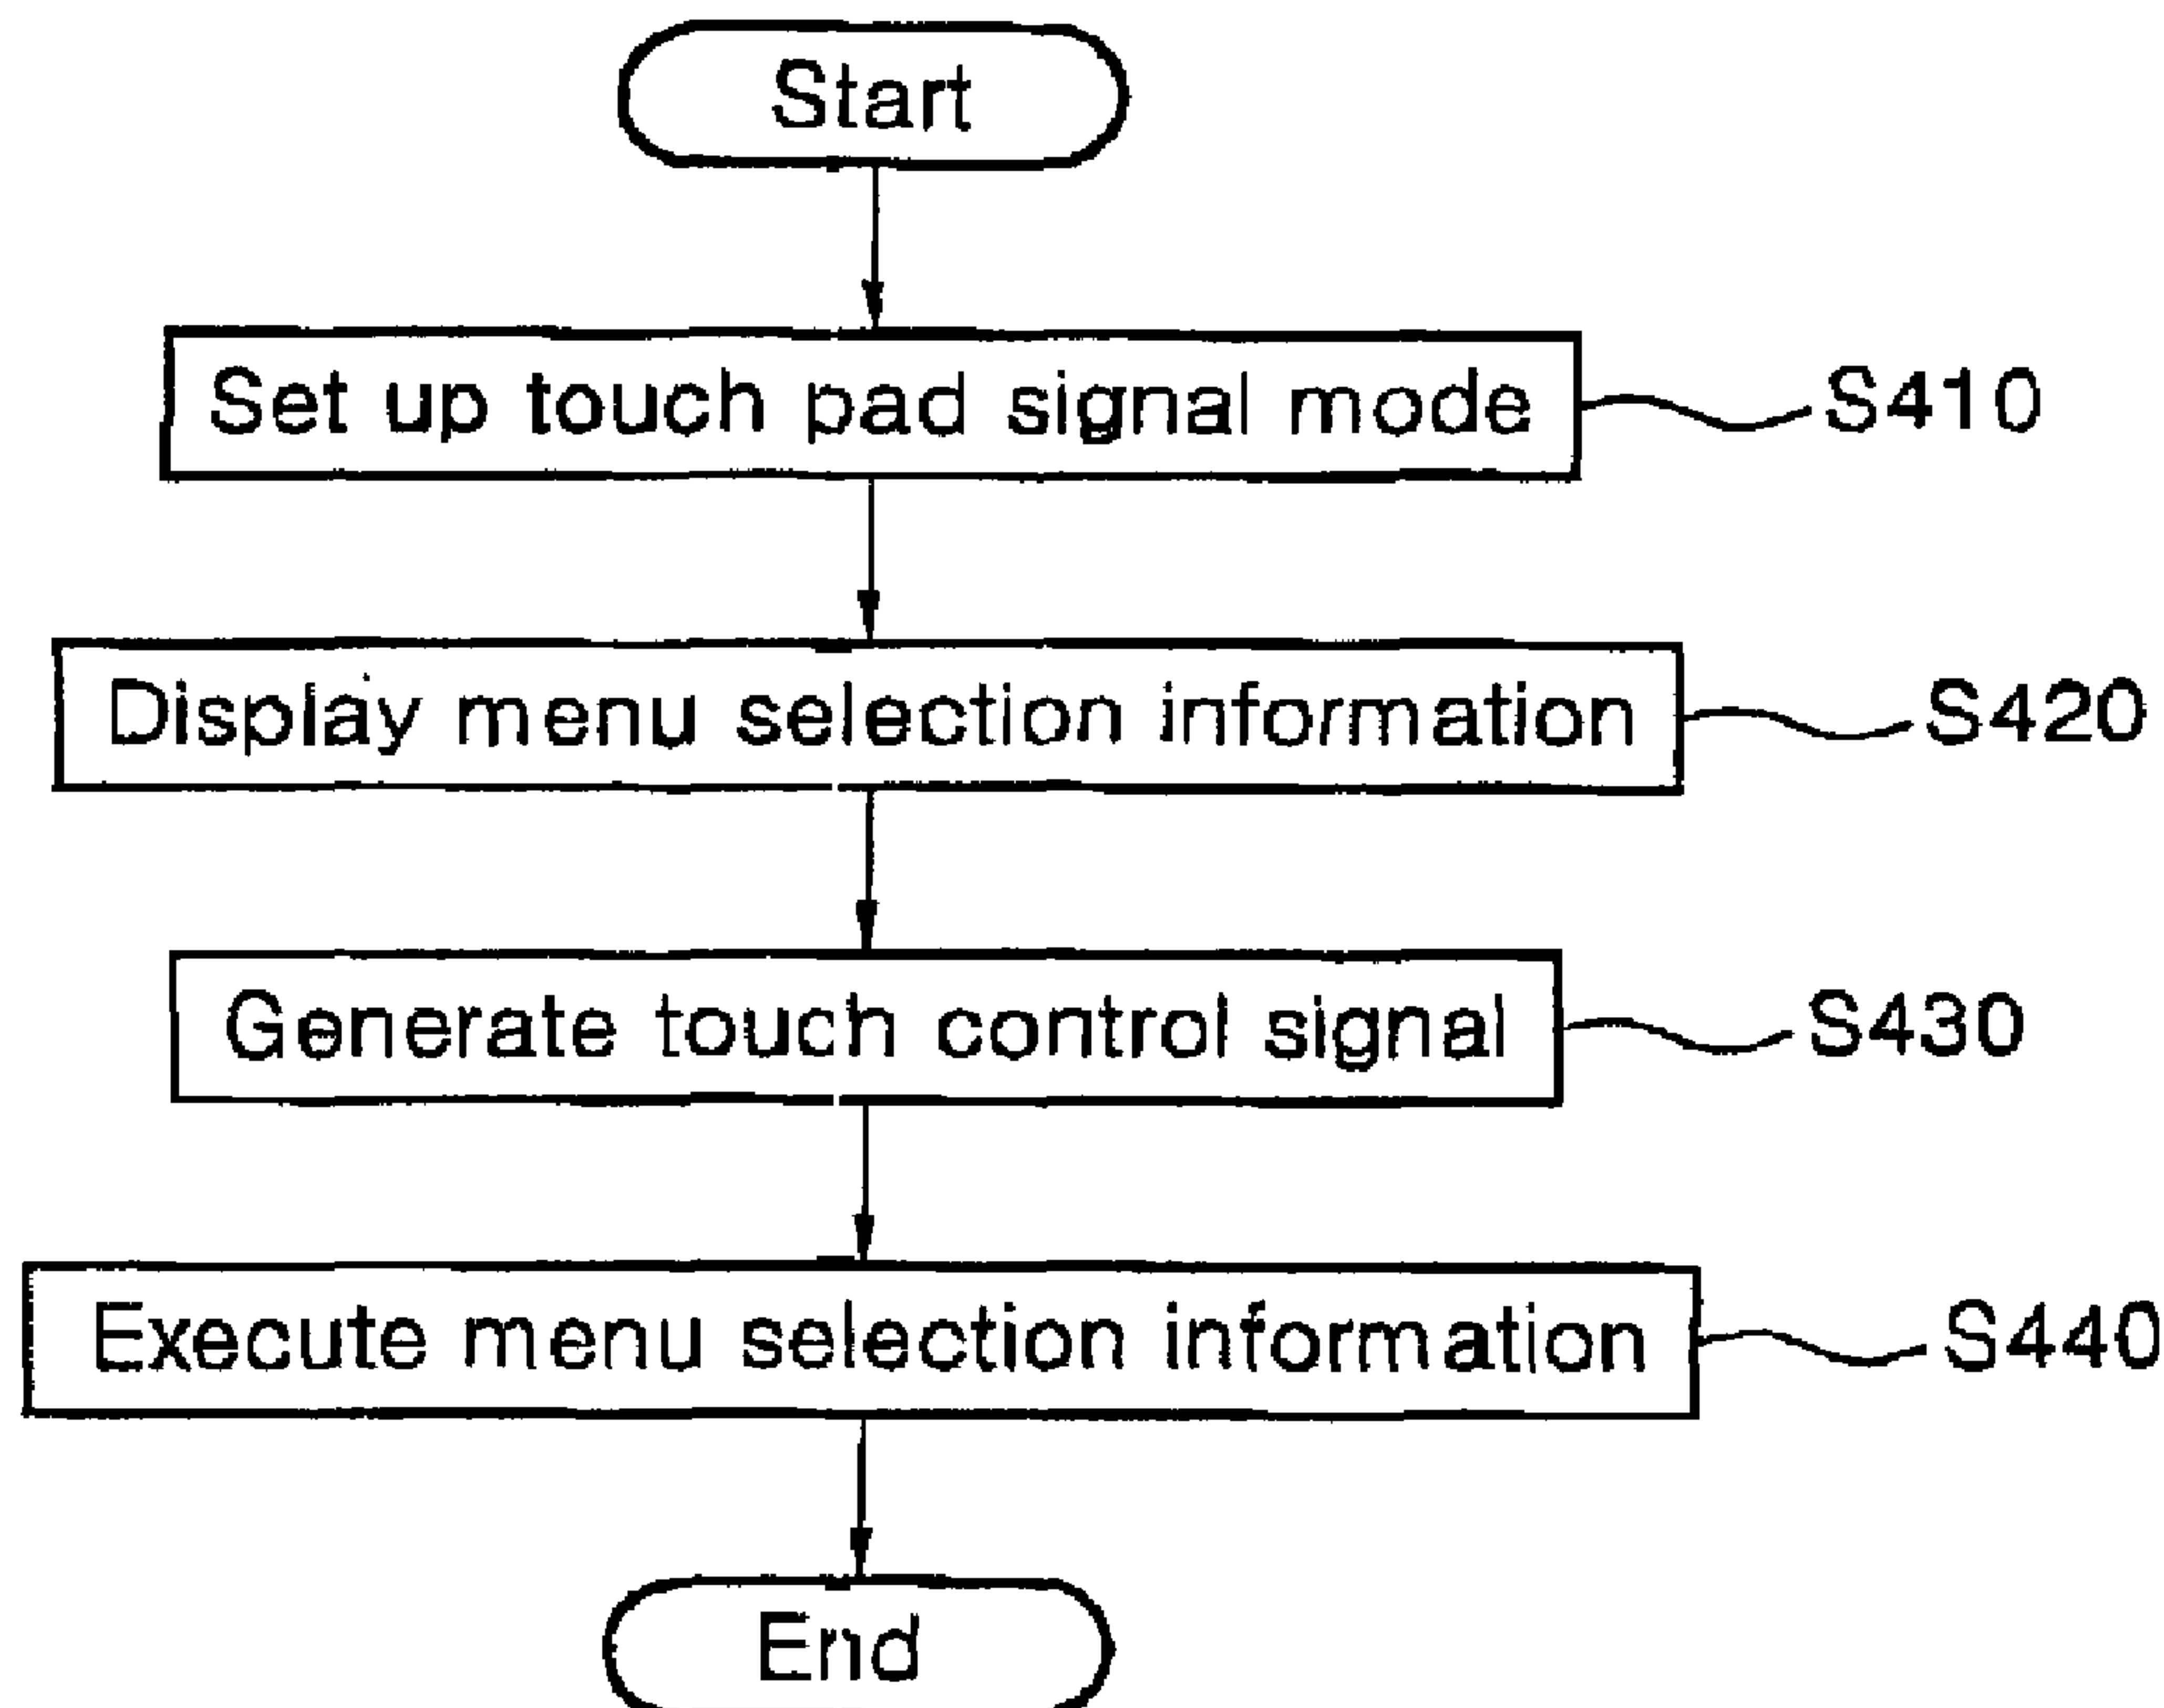 Start
Set up touch pad signal mode
S410
Display menu selection information
S420
Generate touch control signal
S430
Execute menu selection information
S440
End